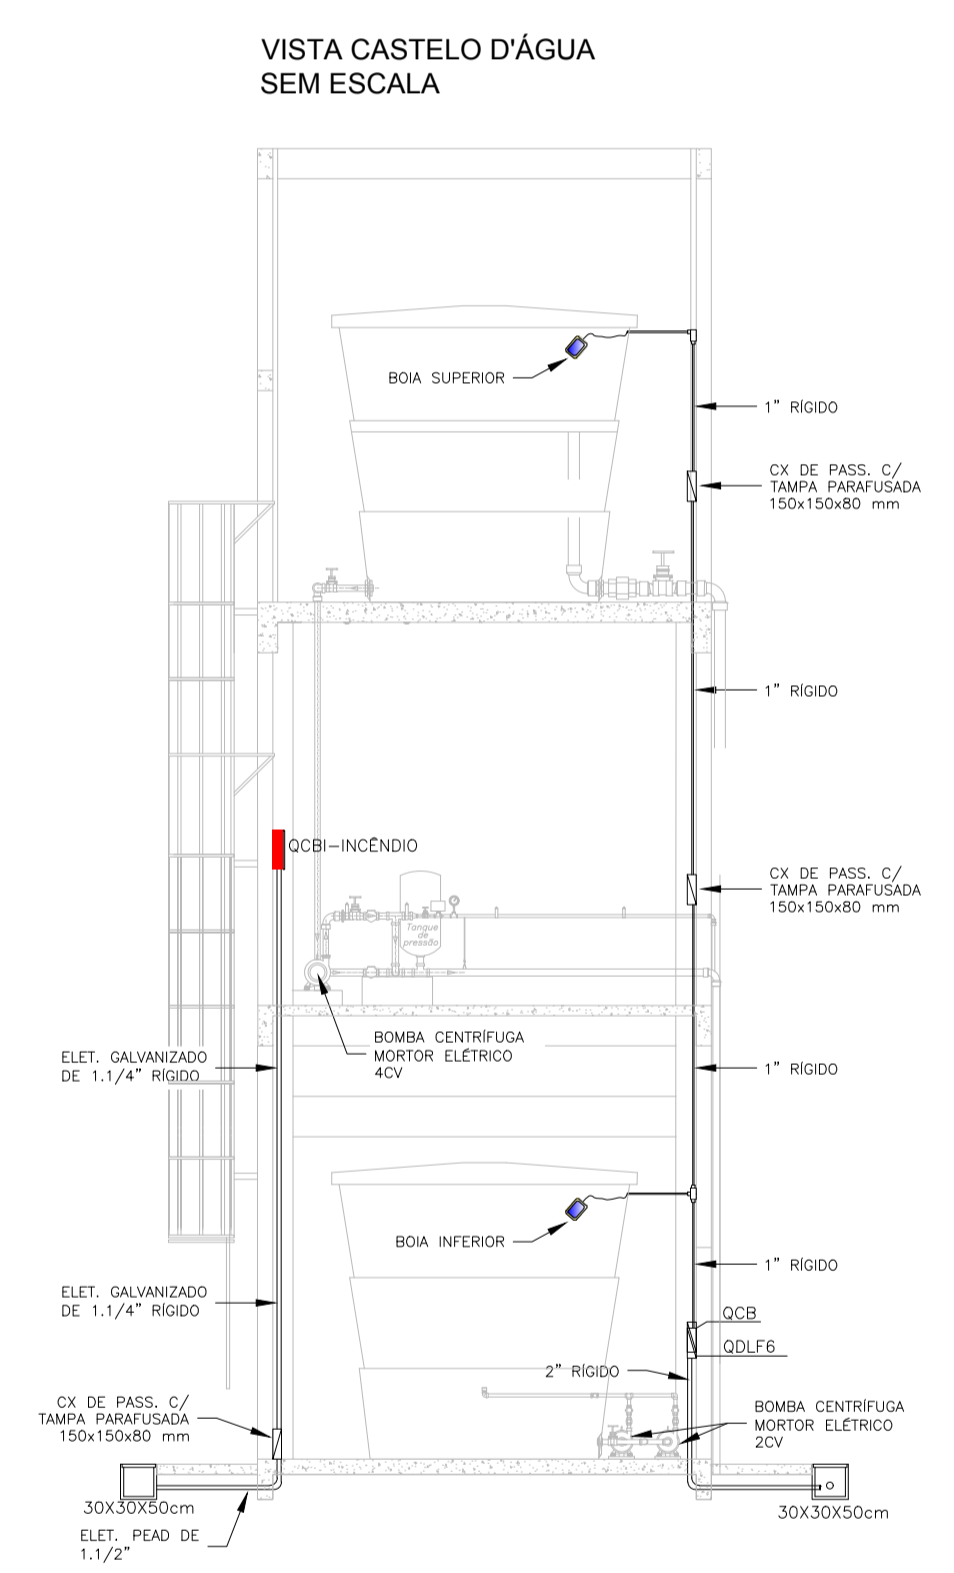 VISTA CASTELO D'ÁGUA
SEM ESCALA
BOIA SUPERIOR
1” RÍGIDO
CX DE PASS. C/
TAMPA PARAFUSADA
150x150x80 mm
1” RÍGIDO
QCBI-INCÊNDIO
CX DE PASS. C/
TAMPA PARAFUSADA
150x150x80 mm
Tanque
de
pressão
BOMBA CENTRÍFUGA
MORTOR ELÉTRICO
4CV
ELET. GALVANIZADO
DE 1.1/4” RÍGIDO
1” RÍGIDO
BOIA INFERIOR
1” RÍGIDO
ELET. GALVANIZADO
DE 1.1/4” RÍGIDO
QCB
QDLF6
2” RÍGIDO
CX DE PASS. C/
TAMPA PARAFUSADA
150x150x80 mm
BOMBA CENTRÍFUGA
MORTOR ELÉTRICO
2CV
30X30X50cm
30X30X50cm
ELET. PEAD DE
1.1/2”